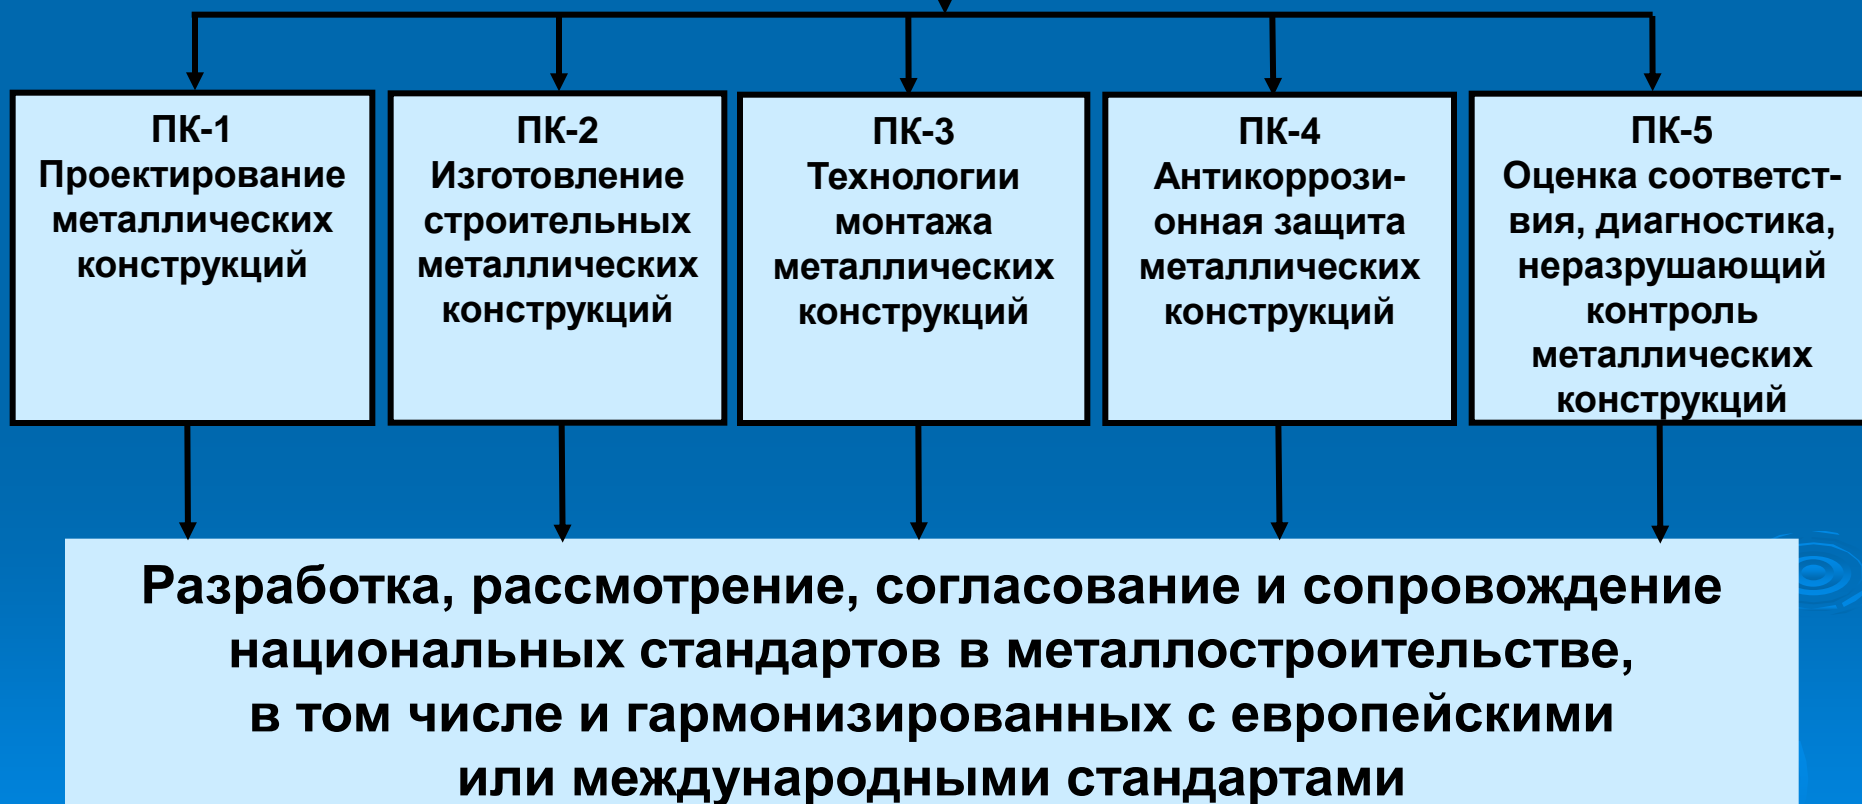 ПК-1
Проектирование
металлических
конструкций
ПК-2
Изготовление
строительных
металлических
конструкций
ПК-3
Технологии
монтажа
металлических
конструкций
ПК-4
Антикоррози-
онная защита
металлических
конструкций
ПК-5
Оценка соответст-
вия, диагностика,
неразрушающий
контроль
металлических
конструкций
Разработка, рассмотрение, согласование и сопровождение
национальных стандартов в металлостроительстве,
в том числе и гармонизированных с европейскими
или международными стандартами